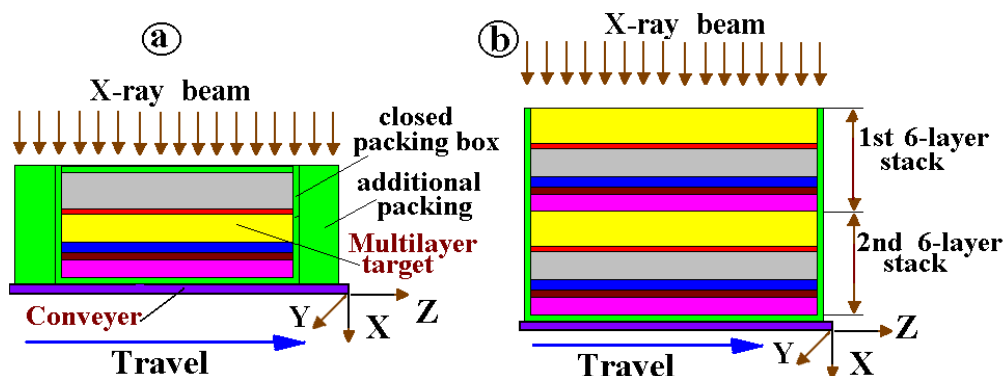 a
X-ray beam
closed
packing box
additional
packing
Multilayer
target
Conveyer
Y
Z
X
Travel
b
X-ray beam
1st 6-layer
stack
2nd 6-layer
stack
Y
Z
X
Travel